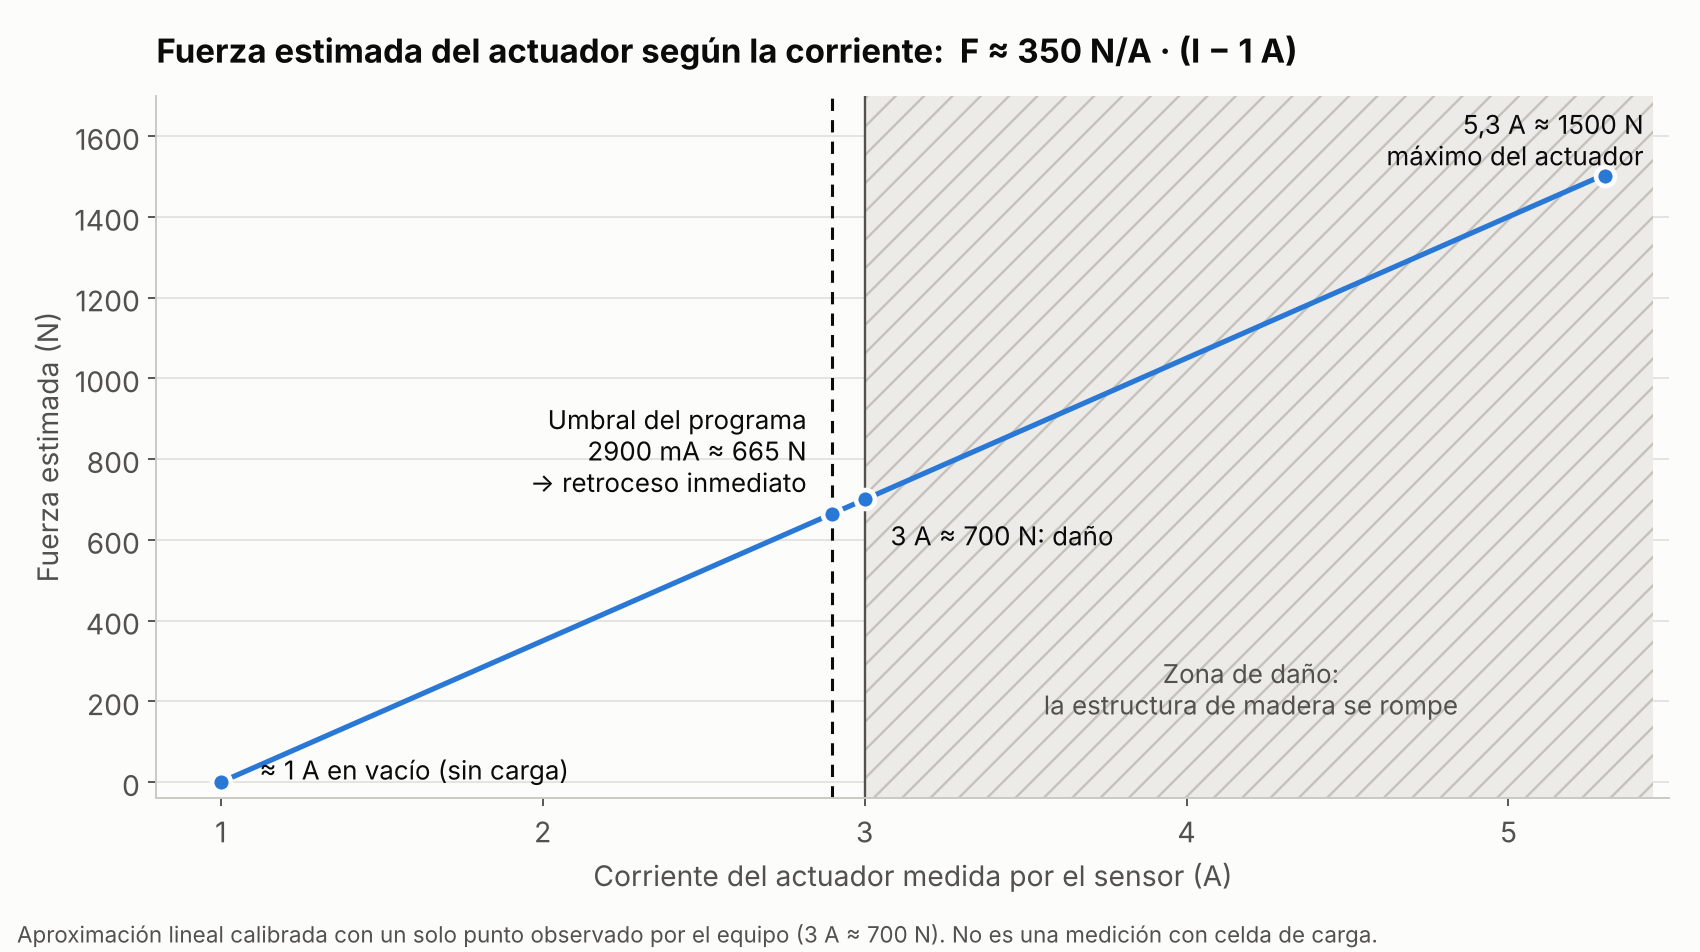 Fuerza estimada del actuador según la corriente: F ≈ 350 N/A · (I − 1 A)
5,3 A ≈ 1500 N
máximo del actuador
1600
1400
1200
1000
800
600
400
200
0
Fuerza estimada (N)
Umbral del programa
2900 mA ≈ 665 N
→ retroceso inmediato
3 A ≈ 700 N: daño
Zona de daño:
la estructura de madera se rompe
≈ 1 A en vacío (sin carga)
1 2 3 4 5
Corriente del actuador medida por el sensor (A)
Aproximación lineal calibrada con un solo punto observado por el equipo (3 A ≈ 700 N). No es una medición con celda de carga.